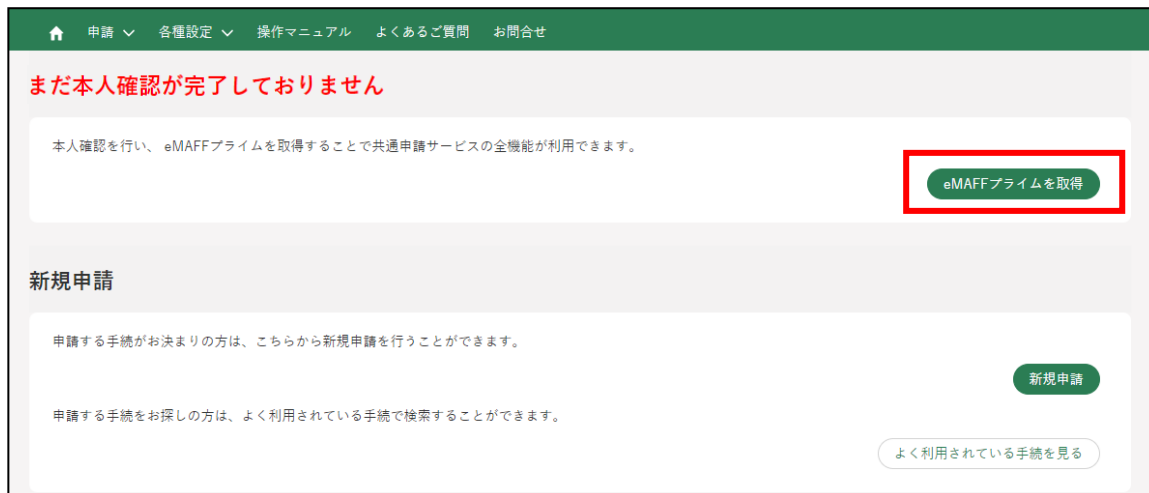 申請 各種設定 操作マニュアル よくあるご質問 お問合せ
まだ本人確認が完了しておりません
本人確認を行い、 eMAFFプライムを取得することで共通申請サービスの全機能が利用できます。
eMAFFプライムを取得
新規申請
申請する手続がお決まりの方は、こちらから新規申請を行うことができます。
新規申請
申請する手続をお探しの方は、よく利用されている手続で検索することができます。
よく利用されている手続を見る